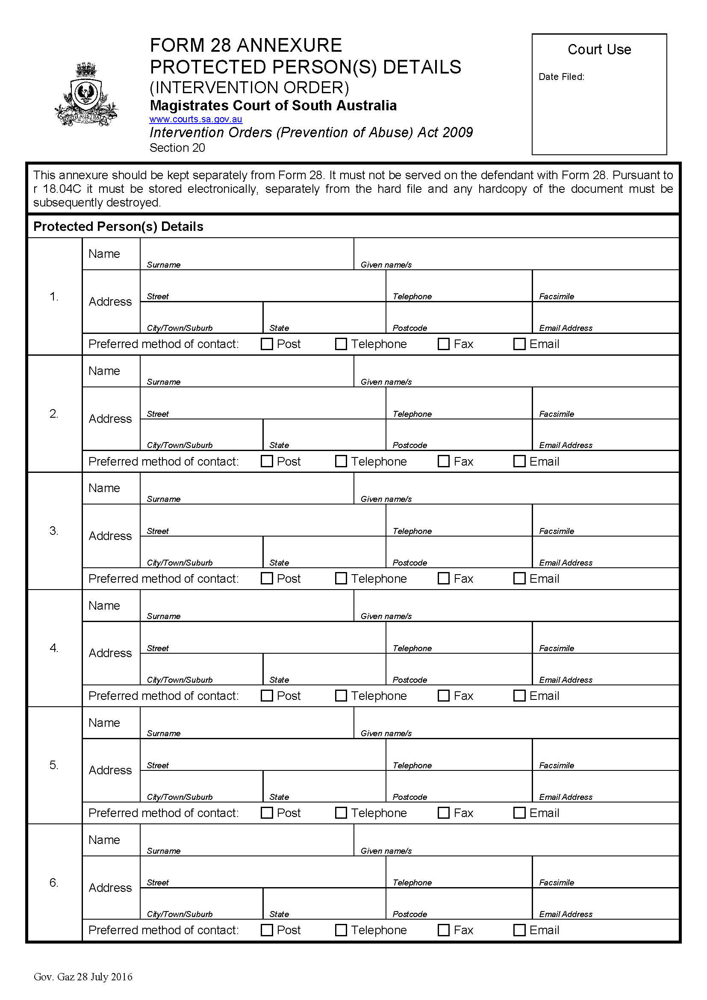 FORM 28 ANNEXURE
PROTECTED PERSON(S) DETAILS
(INTERVENTION ORDER)
Magistrates Court of South Australia
www.courts.sa.gov.au
Intervention Orders (Prevention of Abuse) Act 2009
Section 20
Court Use
Date Filed:
SOUTH AUSTRALIA
This annexure should be kept separately from Form 28. It must not be served on the defendant with Form 28. Pursuant to
r 18.04C it must be stored electronically, separately from the hard file and any hardcopy of the document must be
subsequently destroyed.
Protected Person(s) Details
1.
Name
Surname Given name/s
Address
Street Telephone Facsimile
City/Town/Suburb State Postcode Email Address
Preferred method of contact: Post Telephone Fax Email
2.
Name
Surname Given name/s
Address
Street Telephone Facsimile
City/Town/Suburb State Postcode Email Address
Preferred method of contact: Post Telephone Fax Email
3.
Name
Surname Given name/s
Address
Street Telephone Facsimile
City/Town/Suburb State Postcode Email Address
Preferred method of contact: Post Telephone Fax Email
4.
Name
Surname Given name/s
Address
Street Telephone Facsimile
City/Town/Suburb State Postcode Email Address
Preferred method of contact: Post Telephone Fax Email
5.
Name
Surname Given name/s
Address
Street Telephone Facsimile
City/Town/Suburb State Postcode Email Address
Preferred method of contact: Post Telephone Fax Email
6.
Name
Surname Given name/s
Address
Street Telephone Facsimile
City/Town/Suburb State Postcode Email Address
Preferred method of contact: Post Telephone Fax Email
Gov. Gaz 28 July 2016